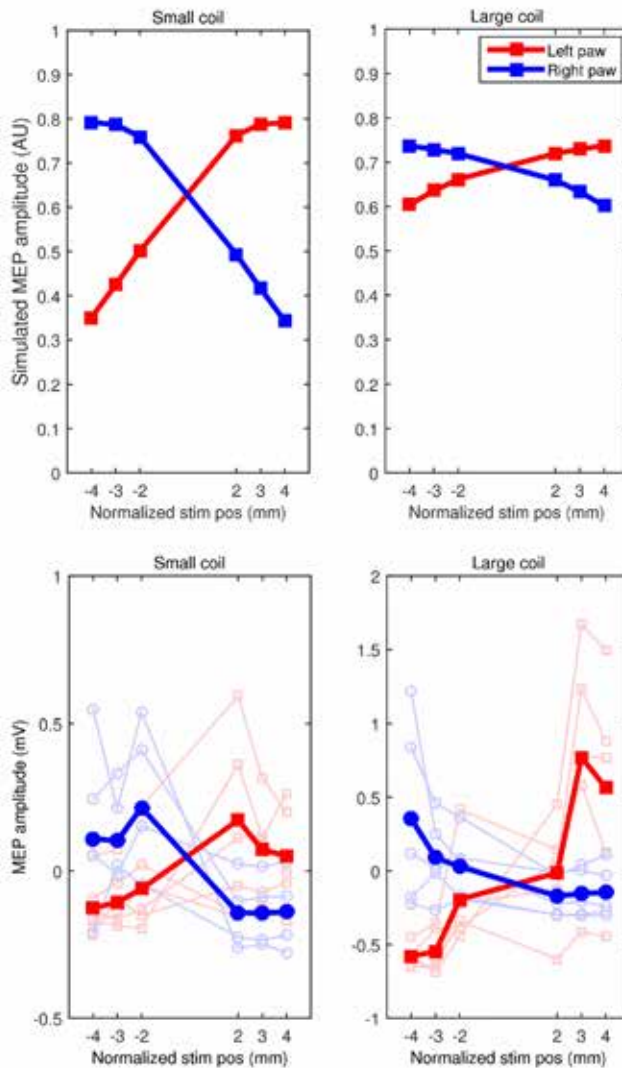 Small coil
Large coil
1
0.9
0.8
0.7
0.6
0.5
0.4
0.3
0.2
0.1
0
Simulated MEP amplitude (AU)
-4 -3 -2 2 3 4
Normalized stim pos (mm)
1
0.9
0.8
0.7
0.6
0.5
0.4
0.3
0.2
0.1
0
Left paw
Right paw
-4 -3 -2 2 3 4
Normalized stim pos (mm)
Small coil
Large coil
1
0.5
0
-0.5
MEP amplitude (mV)
-4 -3 -2 2 3 4
Normalized stim pos (mm)
2
1.5
1
0.5
0
-0.5
-1
-4 -3 -2 2 3 4
Normalized stim pos (mm)